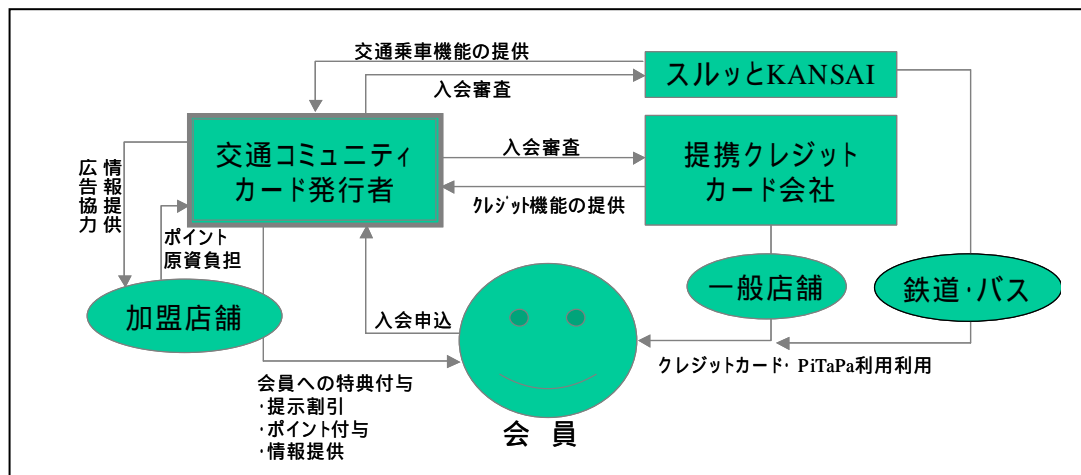 交通乗車機能の提供
スルッとKANSAI
入会審査
交通コミュニティ
カード発行者
入会審査
提携クレジット
カード会社
クレジット機能の提供
情報提供
広告協力
ポイント
原資負担
加盟店舗
一般店舗
鉄道・バス
入会申込
クレジットカード・ PiTaPa利用利用
会員への特典付与
・提示割引
・ポイント付与
・情報提供
会 員